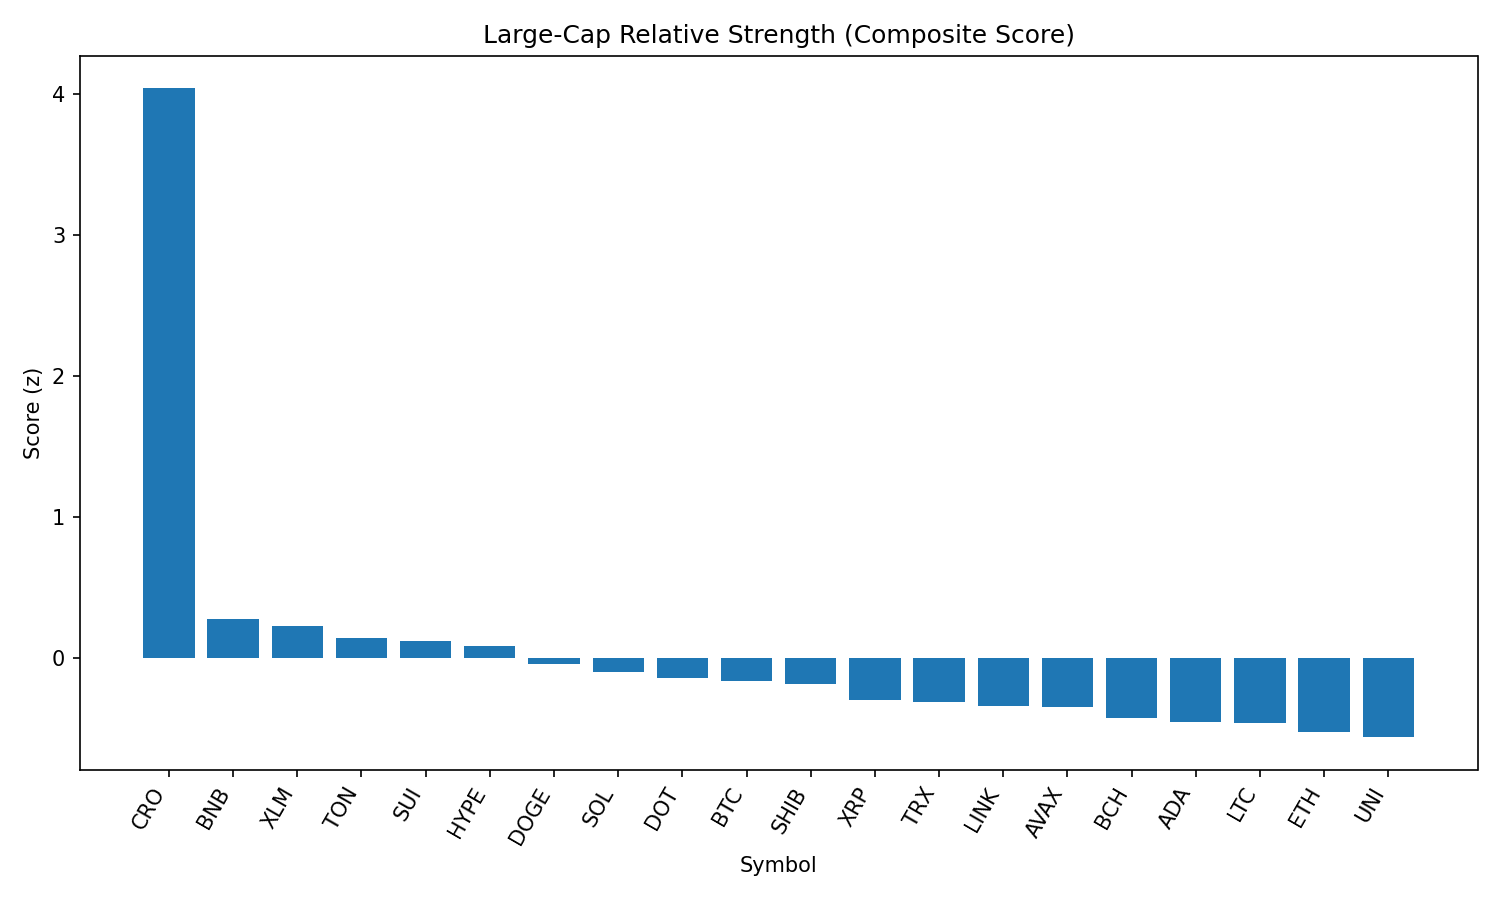 Large-Cap Relative Strength (Composite Score)
Score (z)
4
3
2
1
0
CRO
BNB
XLM
TON
SUI
HYPE
DOGE
SOL
DOT
BTC
SHIB
XRP
TRX
LINK
AVAX
BCH
ADA
LTC
ETH
UNI
Symbol